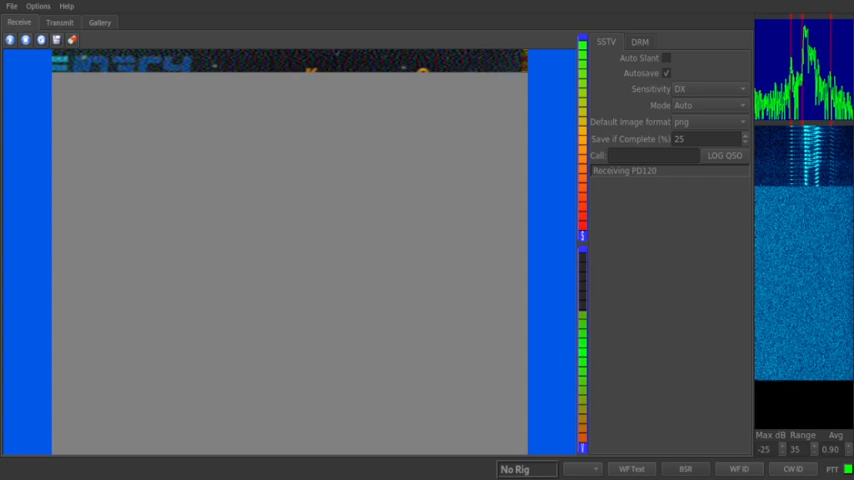 File Options Help
Receive Transmit Gallery
SSTV DRM
Auto Slant
Autosave
Sensitivity DX
Mode Auto
Default Image format png
Save if Complete (%) 25
Call: LOG QSO
Receiving PD120
S
Max dB Range Avg
-25 35 0.90
No Rig WF Text BSR WF ID CW ID PTT